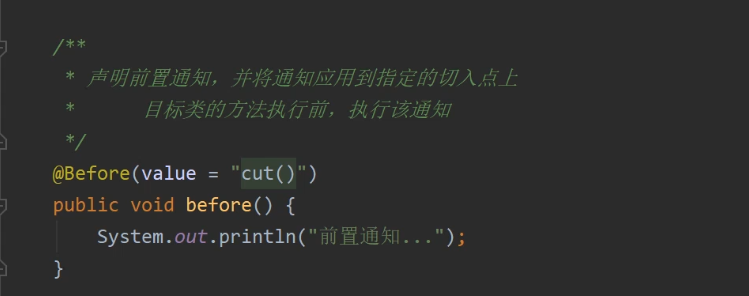 /**
* 声明前置通知，并将通知应用到指定的切入点上
*      目标类的方法执行前，执行该通知
*/
@Before(value = "cut()")
public void before() {
System.out.println("前置通知...");
}